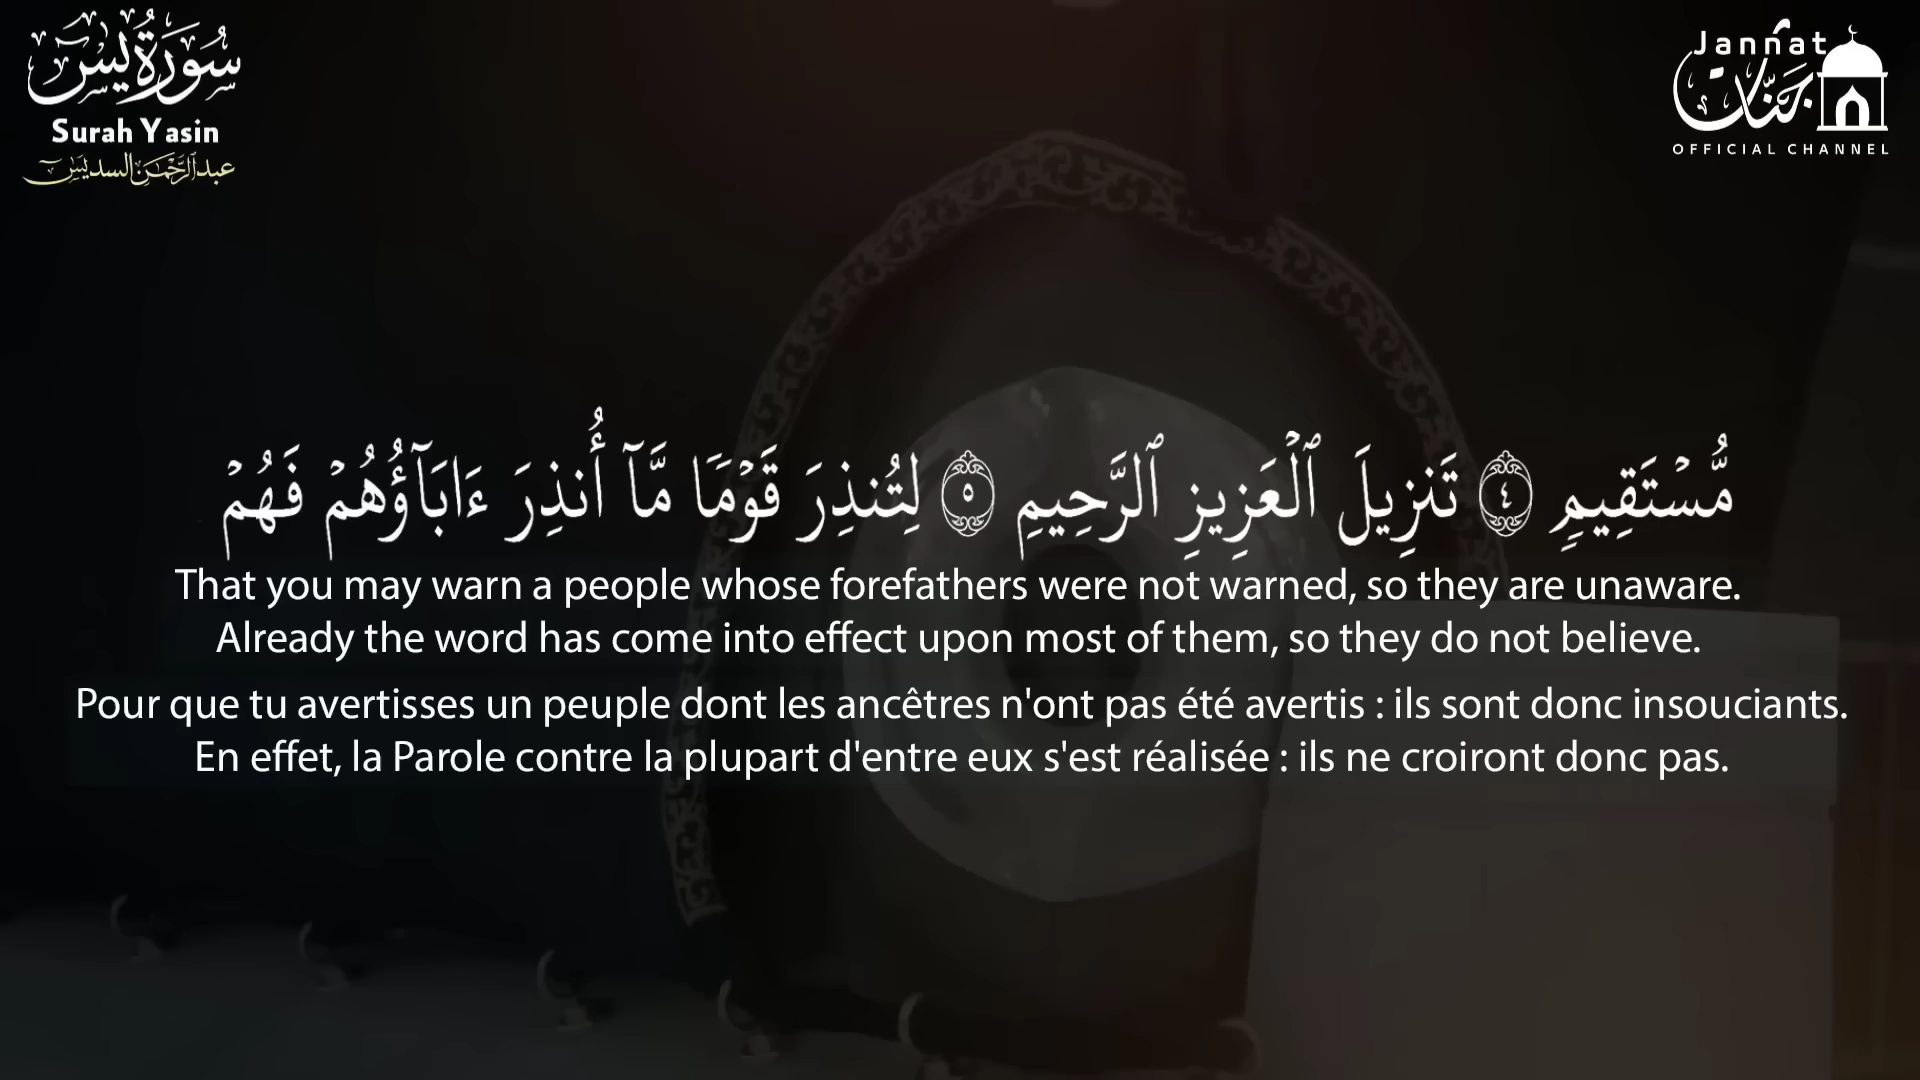 سُورَةُ يسٓ
Surah Yasin
عبد الرَّحْمَٰن السديس
Jannat
جَنَّات
OFFICIAL CHANNEL
مُّسۡتَقِيمٖ ٤ تَنزِيلَ ٱلۡعَزِيزِ ٱلرَّحِيمِ ٥ لِتُنذِرَ قَوۡمٗا مَّآ أُنذِرَ ءَابَآؤُهُمۡ فَهُمۡ
That you may warn a people whose forefathers were not warned, so they are unaware.
Already the word has come into effect upon most of them, so they do not believe.
Pour que tu avertisses un peuple dont les ancêtres n'ont pas été avertis : ils sont donc insouciants.
En effet, la Parole contre la plupart d'entre eux s'est réalisée : ils ne croiront donc pas.